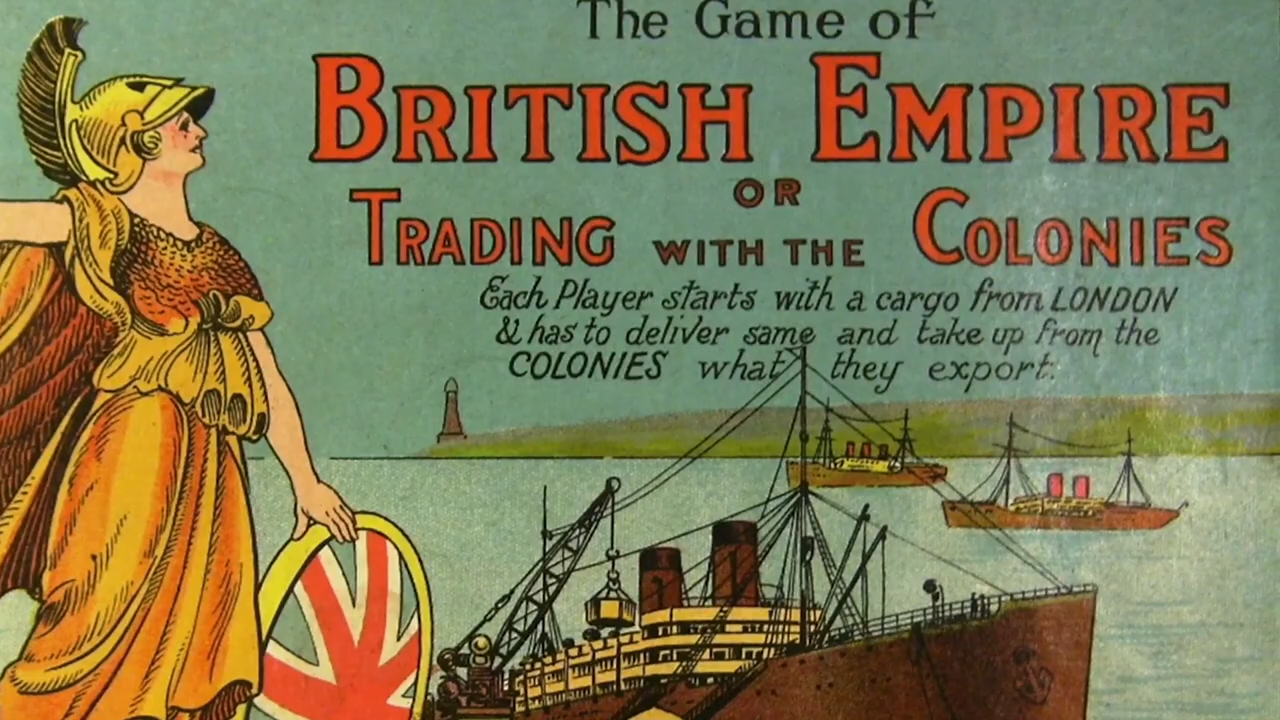 The Game of
BRITISH EMPIRE
OR
TRADING WITH THE COLONIES
Each Player starts with a cargo from LONDON
& has to deliver same and take up from the
COLONIES what they export.